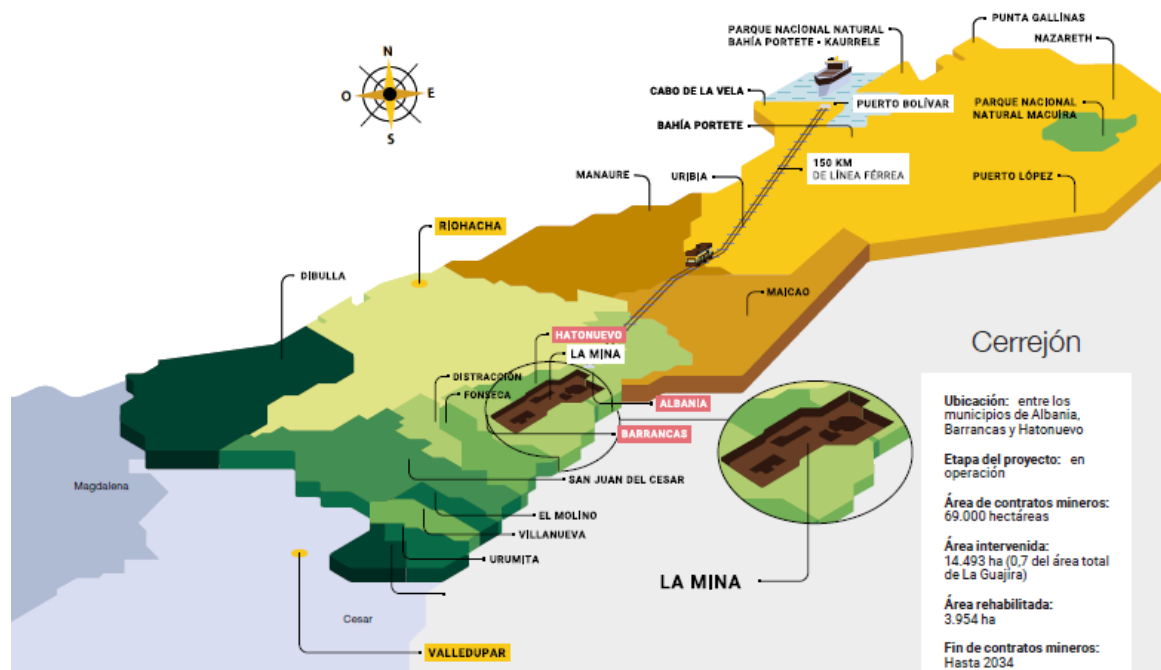 N
O
E
S
PUNTA GALLINAS
PARQUE NACIONAL NATURAL
BAHÍA PORTETE - KAURRELE
NAZARETH
CABO DE LA VELA
PUERTO BOLÍVAR
PARQUE NACIONAL
NATURAL MACUIRA
BAHÍA PORTETE
150 KM
DE LÍNEA FÉRREA
MANAURE
URIBIA
PUERTO LÓPEZ
RIOHACHA
DIBULLA
MAICAO
HATONUEVO
LA MINA
DISTRACCIÓN
FONSECA
ALBANIA
BARRANCAS
SAN JUAN DEL CESAR
Magdalena
EL MOLINO
VILLANUEVA
URUMITA
LA MINA
Cesar
VALLEDUPAR
Cerrejón
Ubicación: entre los
municipios de Albania,
Barrancas y Hatonuevo
Etapa del proyecto: en
operación
Área de contratos mineros:
69.000 hectáreas
Área intervenida:
14.493 ha (0,7 del área total
de La Guajira)
Área rehabilitada:
3.954 ha
Fin de contratos mineros:
Hasta 2034